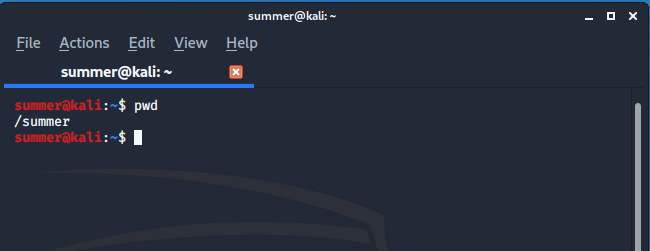 summer@kali: ~
File Actions Edit View Help
summer@kali: ~
summer@kali:~$ pwd
/summer
summer@kali:~$